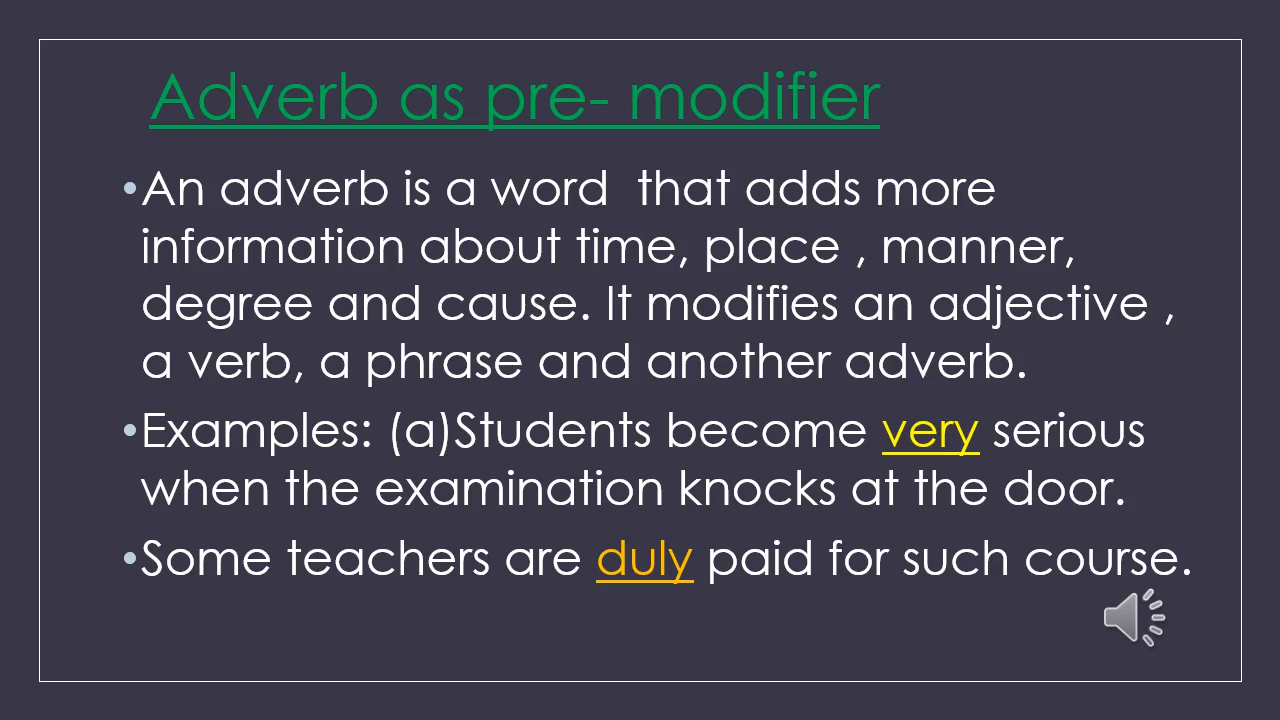 Adverb as pre- modifier
•An adverb is a word  that adds more
information about time, place , manner,
degree and cause. It modifies an adjective ,
a verb, a phrase and another adverb.
•Examples: (a)Students become very serious
when the examination knocks at the door.
•Some teachers are duly paid for such course.